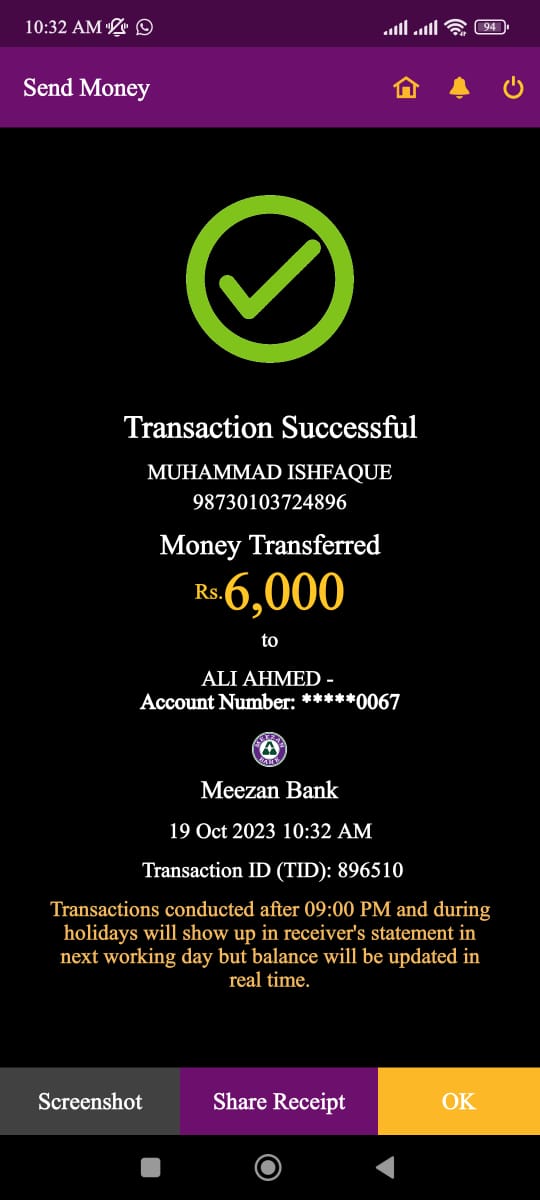 10:32 AM
94
Send Money
Transaction Successful
MUHAMMAD ISHFAQUE
98730103724896
Money Transferred
Rs.6,000
to
ALI AHMED -
Account Number: *****0067
MEEZAN BANK
Meezan Bank
19 Oct 2023 10:32 AM
Transaction ID (TID): 896510
Transactions conducted after 09:00 PM and during
holidays will show up in receiver's statement in
next working day but balance will be updated in
real time.
Screenshot
Share Receipt
OK